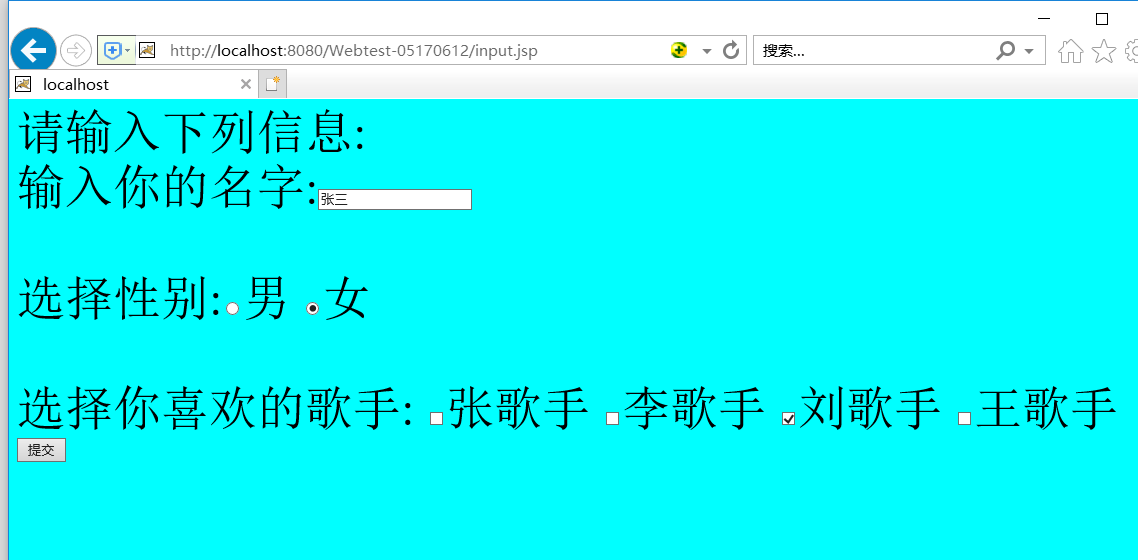 http://localhost:8080/Webtest-05170612/input.jsp
搜索...
localhost
请输入下列信息:
输入你的名字:张三
选择性别:男 女
选择你喜欢的歌手: 张歌手 李歌手 刘歌手 王歌手
提交